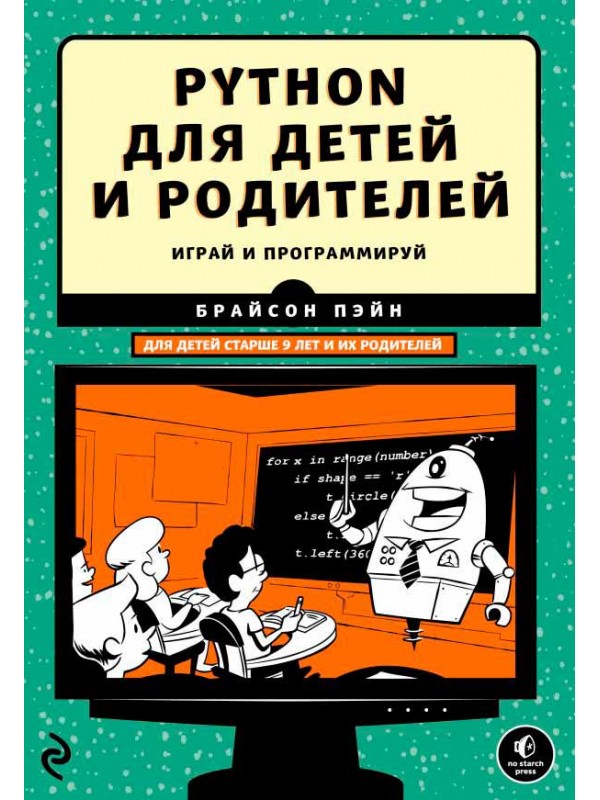 PYTHON
ДЛЯ ДЕТЕЙ
И РОДИТЕЛЕЙ
ИГРАЙ И ПРОГРАММИРУЙ
БРАЙСОН ПЭЙН
ДЛЯ ДЕТЕЙ СТАРШЕ 9 ЛЕТ И ИХ РОДИТЕЛЕЙ
for x in range(number)
if shape == 'r'
t.circle(
else
t.left(360
no starch
press